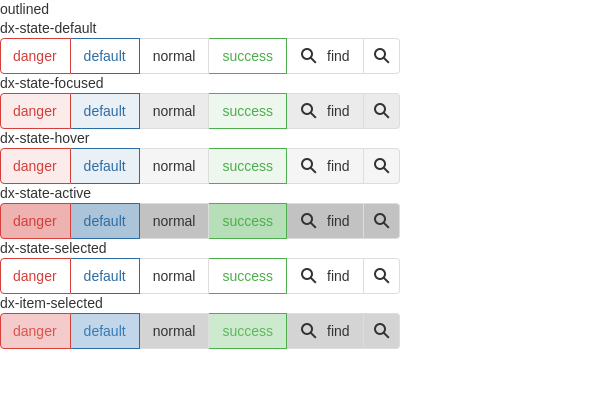 outlined
dx-state-default
danger default normal success find
dx-state-focused
danger default normal success find
dx-state-hover
danger default normal success find
dx-state-active
danger default normal success find
dx-state-selected
danger default normal success find
dx-item-selected
danger default normal success find